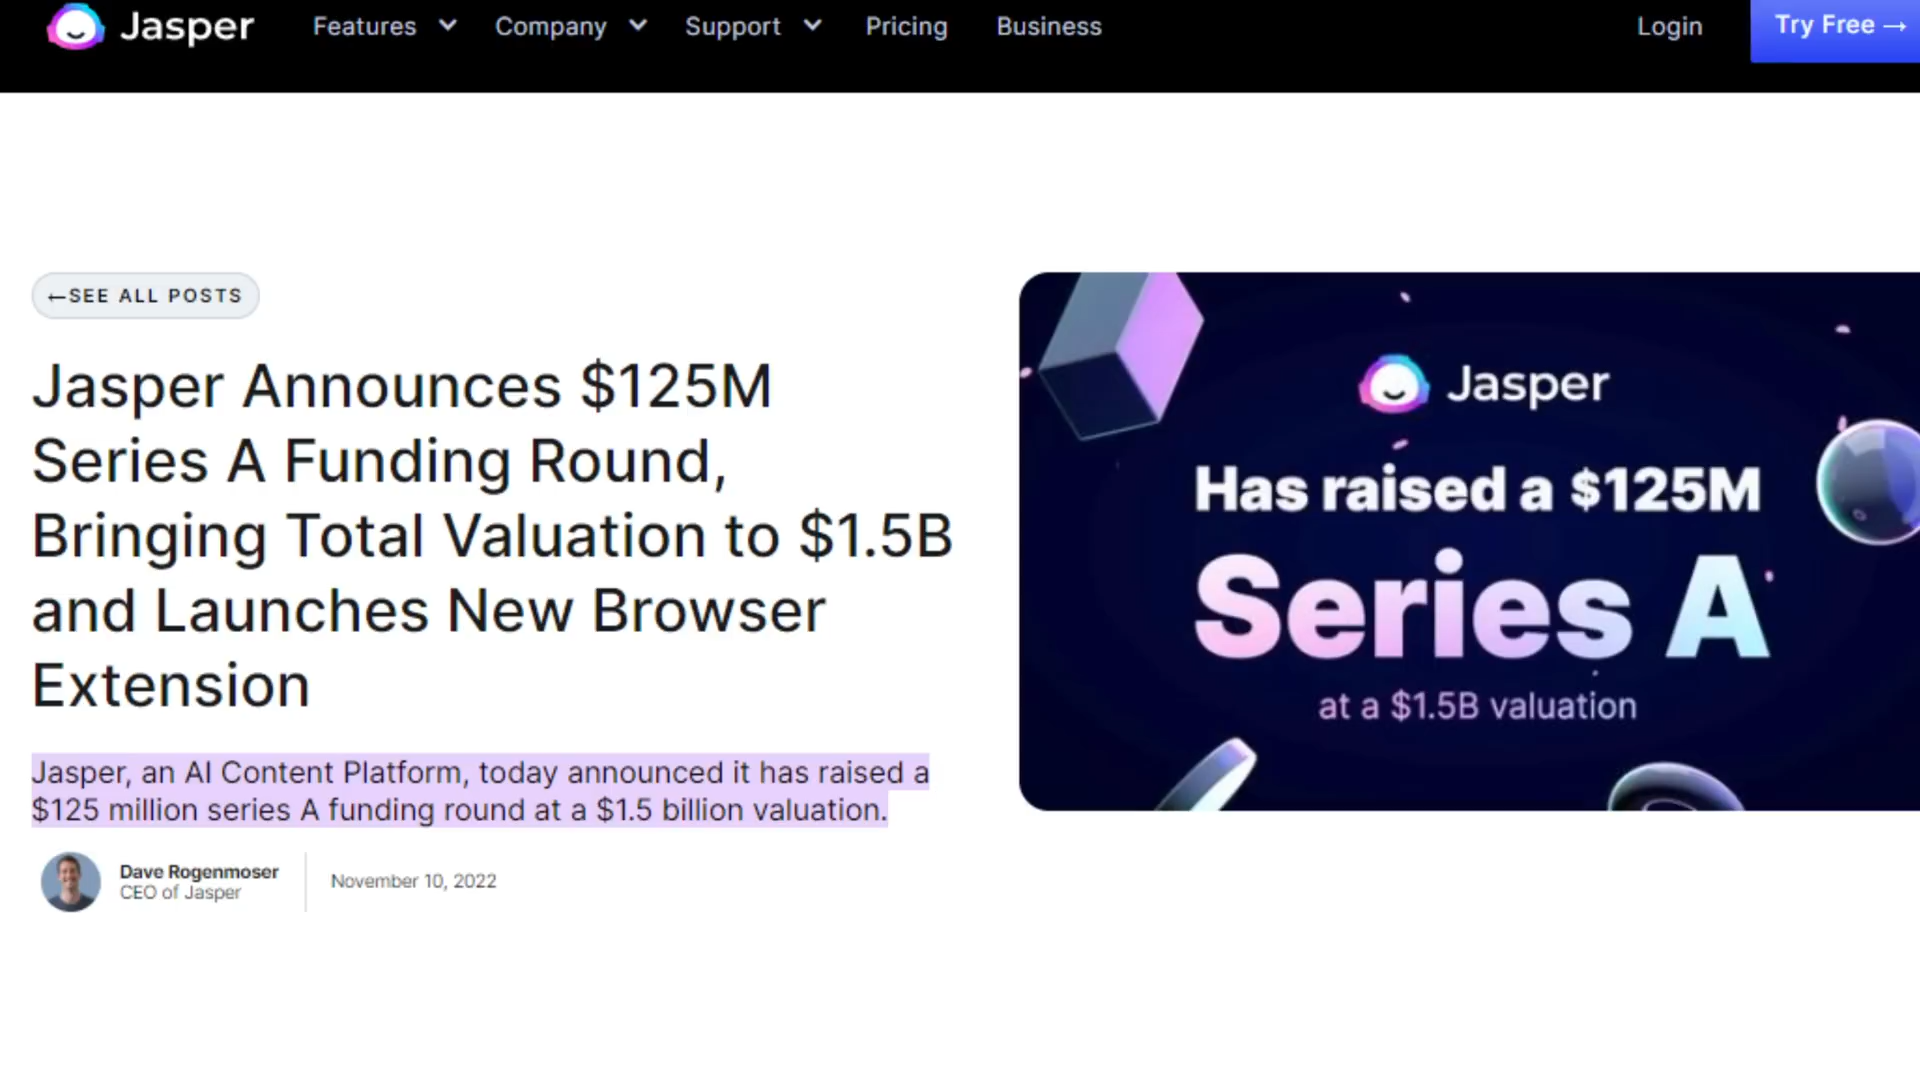 Jasper Features Company Support Pricing Business Login Try Free →
←SEE ALL POSTS
Jasper Announces $125M
Series A Funding Round,
Bringing Total Valuation to $1.5B
and Launches New Browser
Extension
Jasper, an AI Content Platform, today announced it has raised a
$125 million series A funding round at a $1.5 billion valuation.
Dave Rogenmoser
CEO of Jasper
November 10, 2022
Jasper
Has raised a $125M
Series A
at a $1.5B valuation